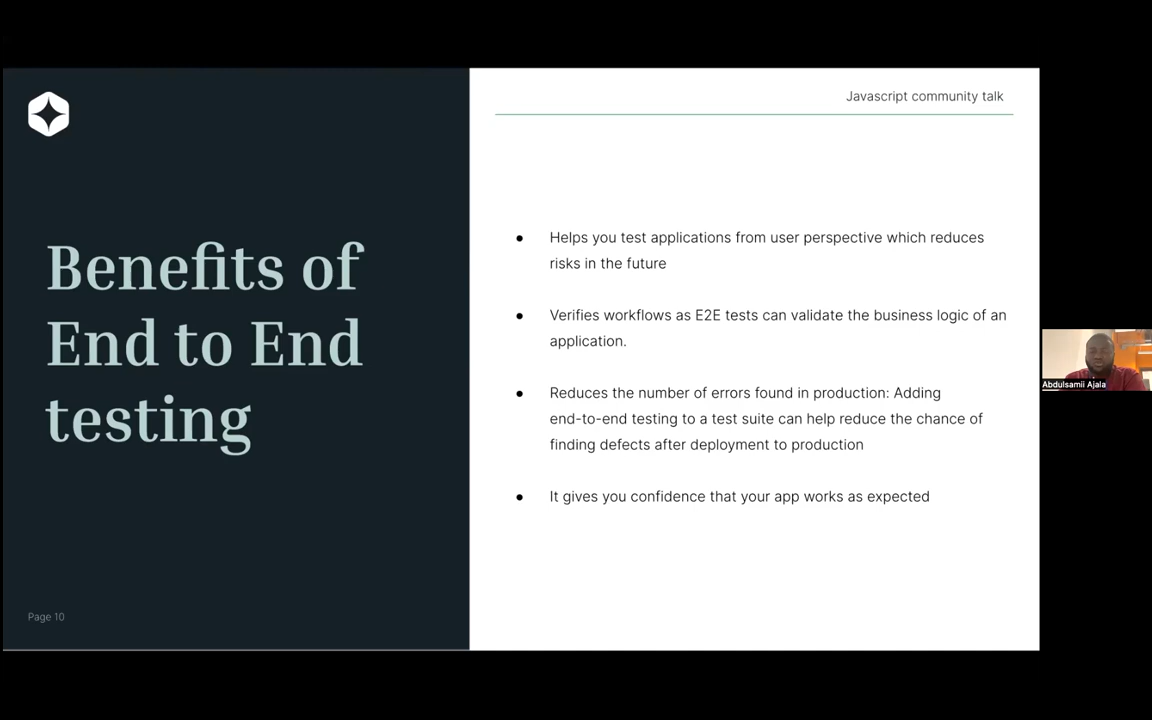 Javascript community talk
Benefits of
End to End
testing
● Helps you test applications from user perspective which reduces
risks in the future
● Verifies workflows as E2E tests can validate the business logic of an
application.
● Reduces the number of errors found in production: Adding
end-to-end testing to a test suite can help reduce the chance of
finding defects after deployment to production
● It gives you confidence that your app works as expected
Page 10
Abdulsamii Ajala